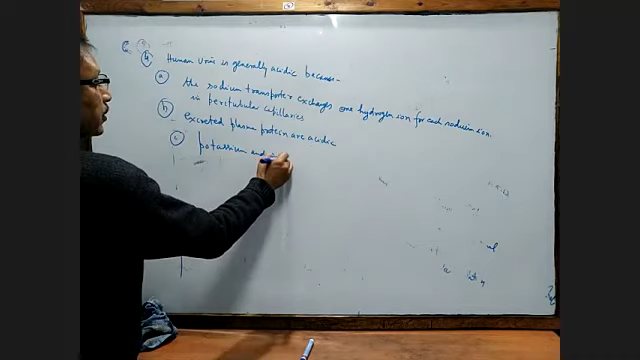 Human urine is generally acidic because-
(a) the sodium transporter exchanges one hydrogen ion for each sodium ion.
in peritubular capillaries
(b) excreted plasma protein are acidic
(c) potassium and